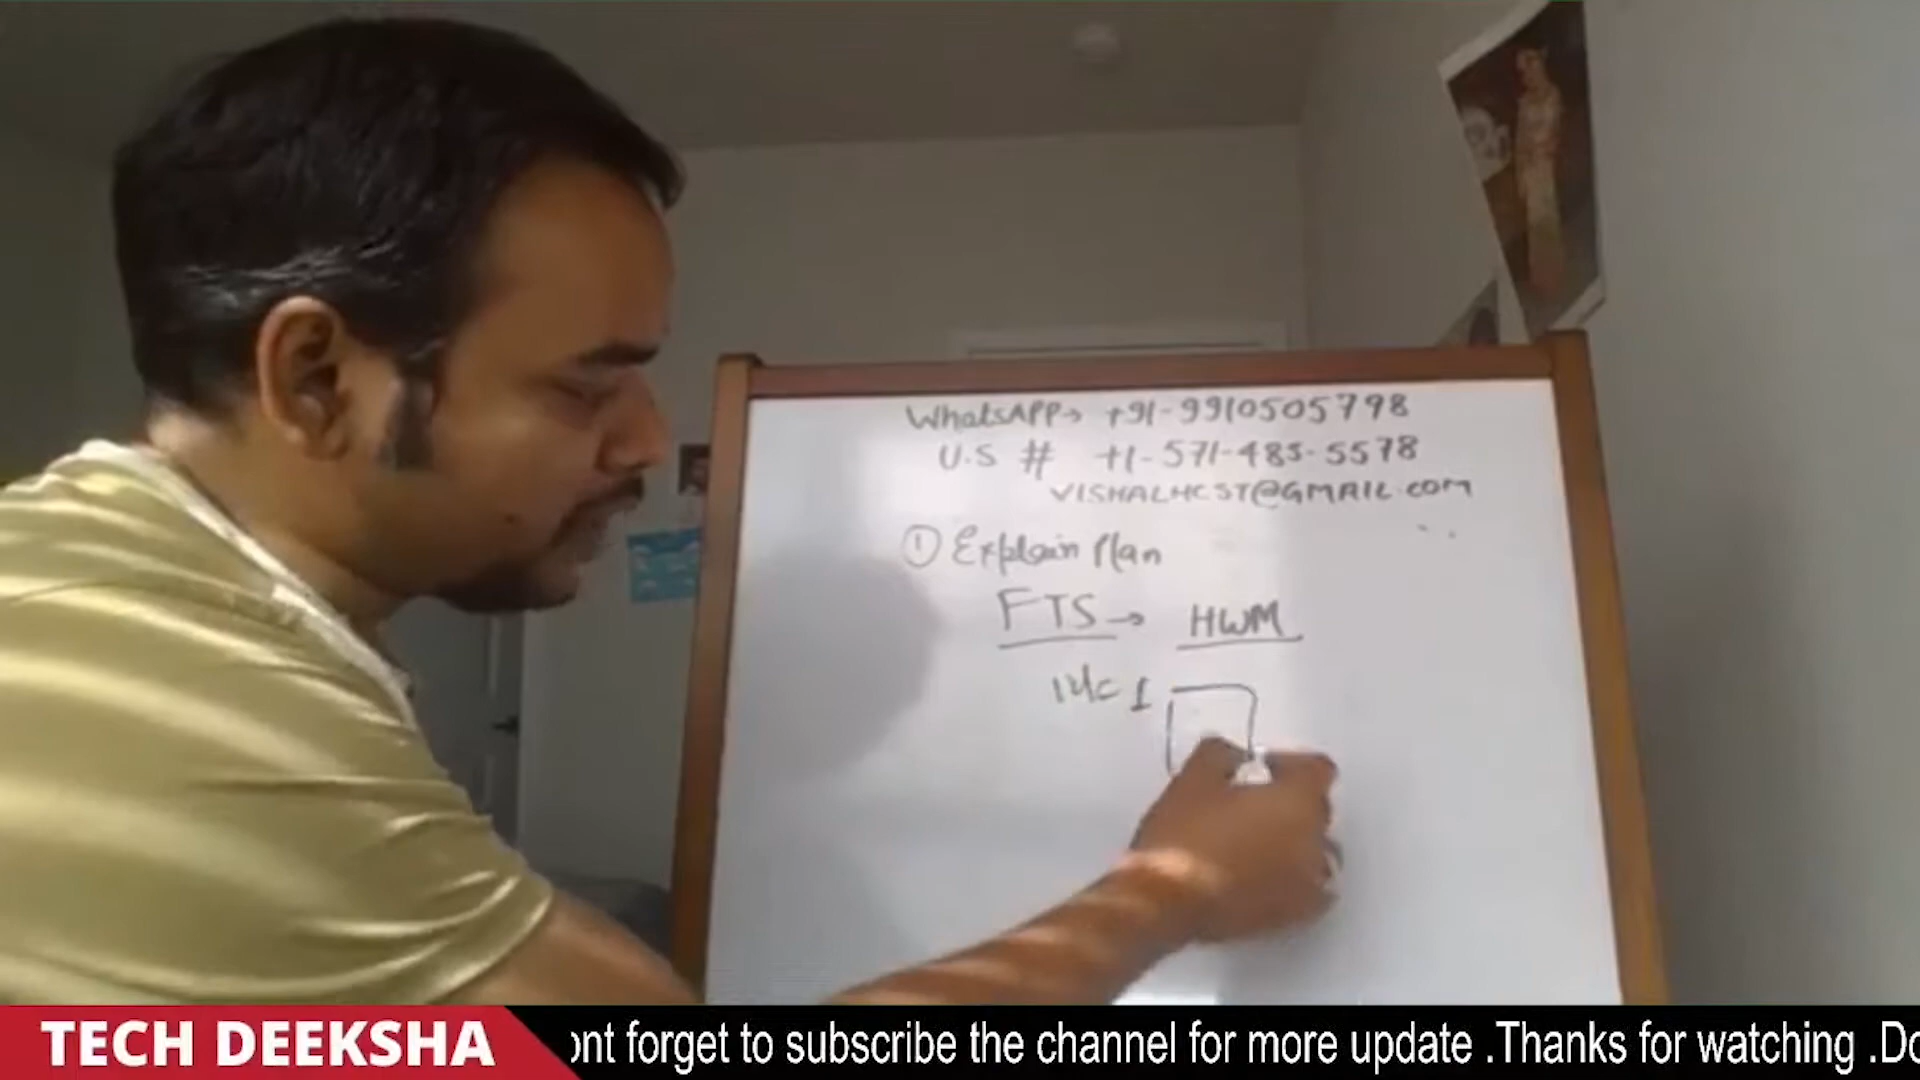 WhatsAPP→ +91-9910505798
U.S # +1-571-485-5578
VISHALHCST@GMAIL.COM
① Explain Plan
FTS → HWM
TECH DEEKSHA
ont forget to subscribe the channel for more update .Thanks for watching .Do